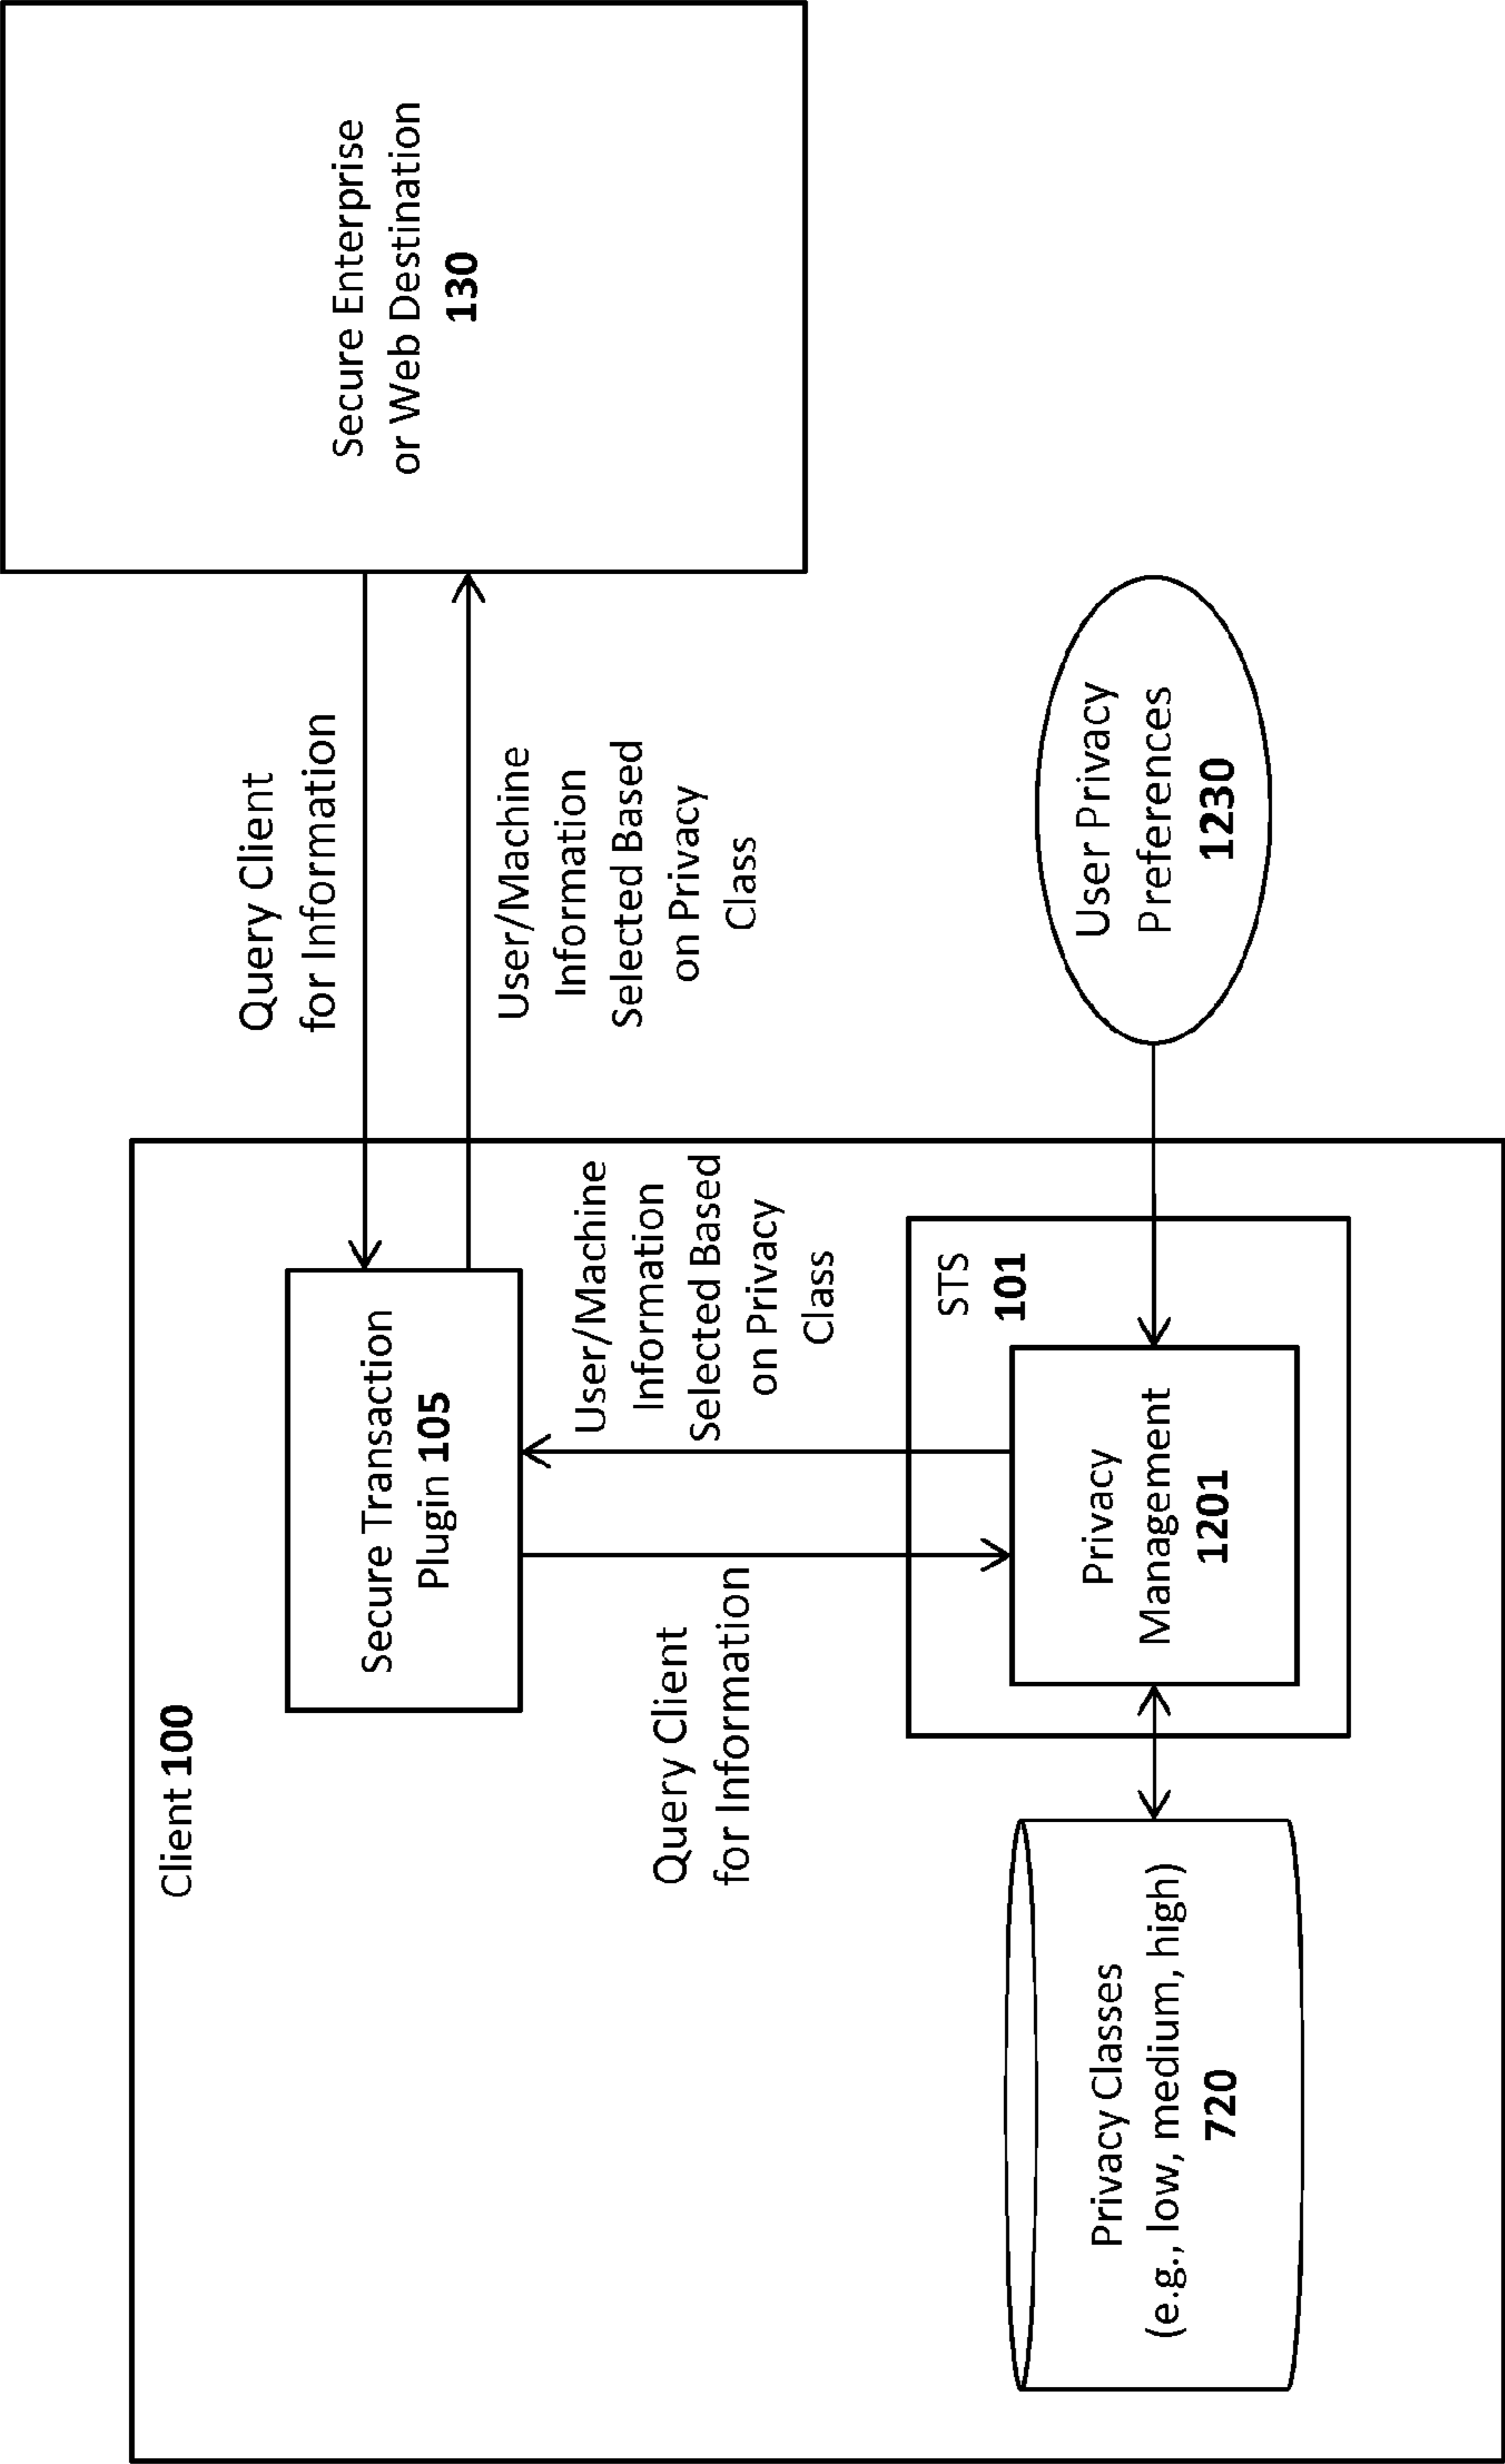 Client 100
Secure Transaction
Plugin 105
Query Client
for Information
Secure Enterprise
or Web Destination
130
User/Machine
Information
Selected Based
on Privacy
Class
Query Client
for Information
User/Machine
Information
Selected Based
on Privacy
Class
STS
101
Privacy Classes
(e.g., low, medium, high)
720
Privacy
Management
1201
User Privacy
Preferences
1230